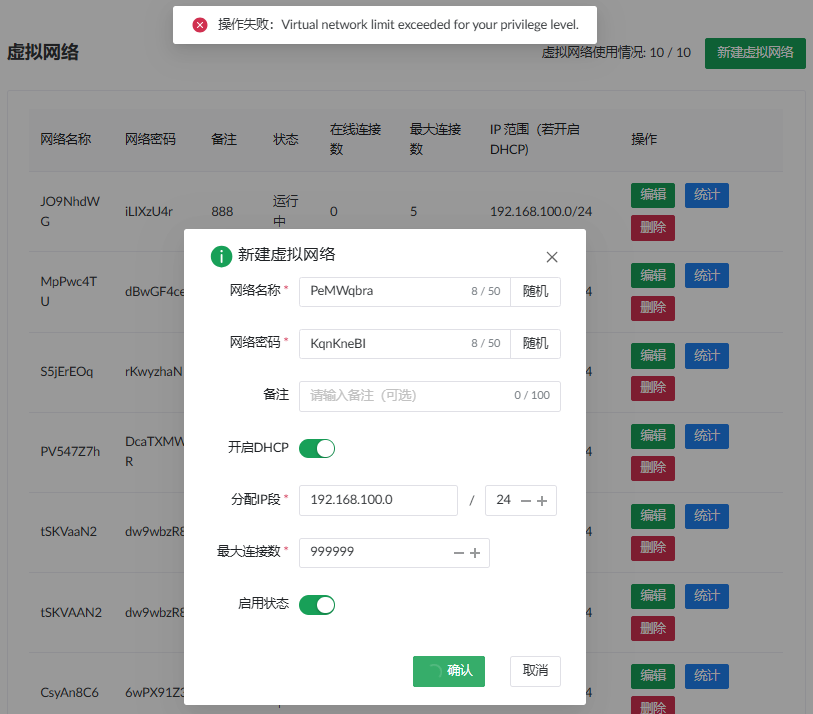 操作失败：Virtual network limit exceeded for your privilege level.
虚拟网络
虚拟网络使用情况: 10 / 10
新建虚拟网络
网络名称
网络密码
备注
状态
在线连接
数
最大连接
数
IP 范围（若开启
DHCP)
操作
JO9NhdW
G
iLIXzU4r
888
运行
中
0
5
192.168.100.0/24
编辑
统计
删除
MpPwc4T
U
dBwGF4ce
4
编辑
统计
删除
S5jErEOq
rKwyzhaN
4
编辑
统计
删除
PV547Z7h
DcaTXMW
R
4
编辑
统计
删除
tSKVaaN2
dw9wbzR8
4
编辑
统计
删除
tSKVAAN2
dw9wbzR8
4
编辑
统计
删除
CsyAn8C6
6wPX91Z3
4
编辑
统计
删除
新建虚拟网络
网络名称*
PeMWqbra
8 / 50
随机
网络密码*
KqnKneBI
8 / 50
随机
备注
请输入备注（可选）
0 / 100
开启DHCP
分配IP段*
192.168.100.0
/
24
最大连接数*
999999
启用状态
确认
取消